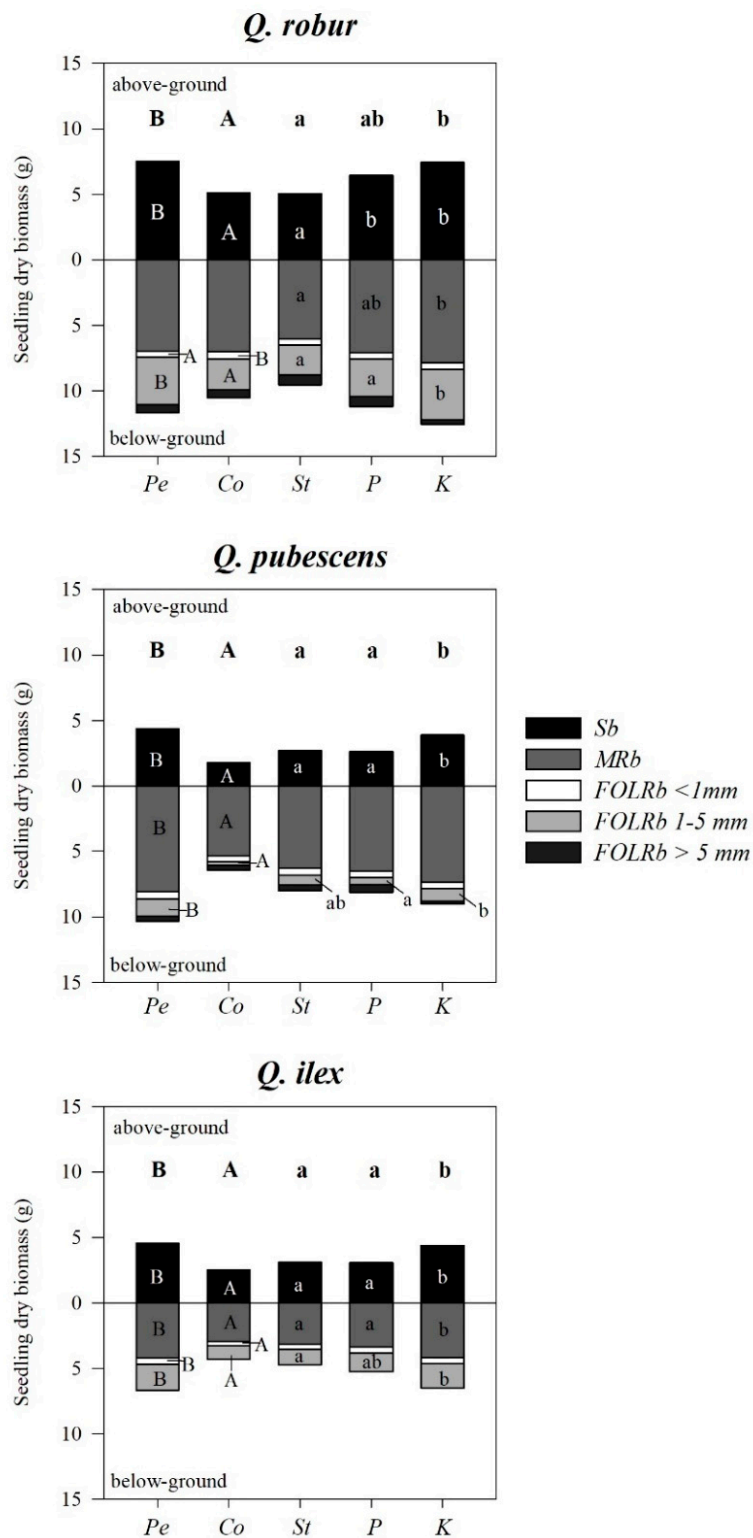 Q. robur
15
above-ground
B A a ab b
10
5
Seedling dry biomass (g)
B A a b b
0
a ab b
5
A B
B A a a b
10
below-ground
15
Pe Co St P K
Q. pubescens
15
above-ground
B A a a b
10
5
Seedling dry biomass (g)
B A a a b
0
B A
5
A
B ab a b
10
below-ground
15
Pe Co St P K
Sb
MRb
FOLRb <1mm
FOLRb 1-5 mm
FOLRb > 5 mm
Q. ilex
15
above-ground
B A a a b
10
5
Seedling dry biomass (g)
B A a a b
0
B A a a b
B A
5
B A a ab b
10
below-ground
15
Pe Co St P K